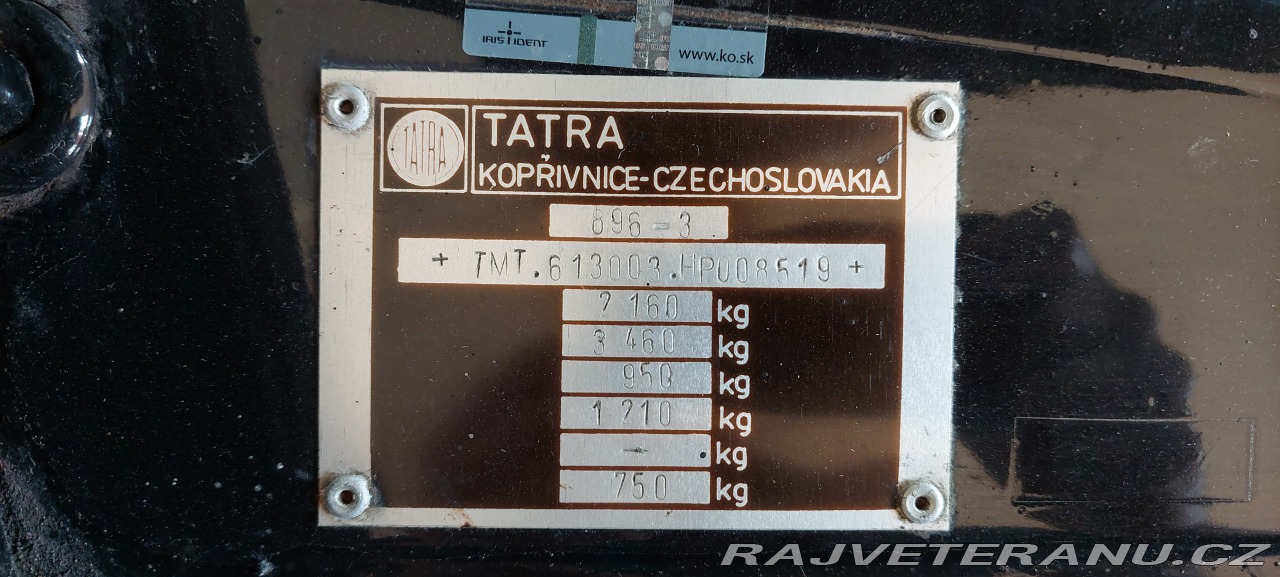 IRIS IDENT
www.ko.sk
TATRA
TATRA
KOPŘIVNICE-CZECHOSLOVAKIA
896-3
+ TMT.613003.HP008519 +
2 160 kg
3 460 kg
950 kg
1 210 kg
- kg
750 kg
RAJVETERANU.CZ